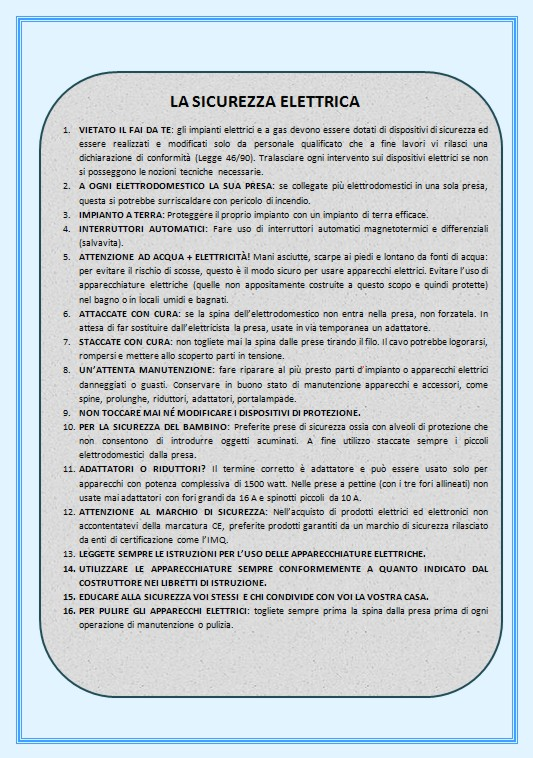 LA SICUREZZA ELETTRICA
1. VIETATO IL FAI DA TE: gli impianti elettrici e a gas devono essere dotati di dispositivi di sicurezza ed
essere realizzati e modificati solo da personale qualificato che a fine lavori vi rilasci una
dichiarazione di conformità (Legge 46/90). Tralasciare ogni intervento sui dispositivi elettrici se non
si posseggono le nozioni tecniche necessarie.
2. A OGNI ELETTRODOMESTICO LA SUA PRESA: se collegate più elettrodomestici in una sola presa,
questa si potrebbe surriscaldare con pericolo di incendio.
3. IMPIANTO A TERRA: Proteggere il proprio impianto con un impianto di terra efficace.
4. INTERRUTTORI AUTOMATICI: Fare uso di interruttori automatici magnetotermici e differenziali
(salvavita).
5. ATTENZIONE AD ACQUA + ELETTRICITÀ! Mani asciutte, scarpe ai piedi e lontano da fonti di acqua:
per evitare il rischio di scosse, questo è il modo sicuro per usare apparecchi elettrici. Evitare l'uso di
apparecchiature elettriche (quelle non appositamente costruite a questo scopo e quindi protette)
nel bagno o in locali umidi e bagnati.
6. ATTACCATE CON CURA: se la spina dell'elettrodomestico non entra nella presa, non forzatela. In
attesa di far sostituire dall'elettricista la presa, usate in via temporanea un adattatore.
7. STACCATE CON CURA: non togliete mai la spina dalle prese tirando il filo. Il cavo potrebbe logorarsi,
rompersi e mettere allo scoperto parti in tensione.
8. UN'ATTENTA MANUTENZIONE: fare riparare al più presto parti d'impianto o apparecchi elettrici
danneggiati o guasti. Conservare in buono stato di manutenzione apparecchi e accessori, come
spine, prolunghe, riduttori, adattatori, portalampade.
9. NON TOCCARE MAI NÉ MODIFICARE I DISPOSITIVI DI PROTEZIONE.
10. PER LA SICUREZZA DEL BAMBINO: Preferite prese di sicurezza ossia con alveoli di protezione che
non consentono di introdurre oggetti acuminati. A fine utilizzo staccate sempre i piccoli
elettrodomestici dalla presa.
11. ADATTATORI O RIDUTTORI? Il termine corretto è adattatore e può essere usato solo per
apparecchi con potenza complessiva di 1500 watt. Nelle prese a pettine (con i tre fori allineati) non
usate mai adattatori con fori grandi da 16 A e spinotti piccoli da 10 A.
12. ATTENZIONE AL MARCHIO DI SICUREZZA: Nell'acquisto di prodotti elettrici ed elettronici non
accontentatevi della marcatura CE, preferite prodotti garantiti da un marchio di sicurezza rilasciato
da enti di certificazione come l'IMQ.
13. LEGGETE SEMPRE LE ISTRUZIONI PER L'USO DELLE APPARECCHIATURE ELETTRICHE.
14. UTILIZZARE LE APPARECCHIATURE SEMPRE CONFORMEMENTE A QUANTO INDICATO DAL
COSTRUTTORE NEI LIBRETTI DI ISTRUZIONE.
15. EDUCARE ALLA SICUREZZA VOI STESSI E CHI CONDIVIDE CON VOI LA VOSTRA CASA.
16. PER PULIRE GLI APPARECCHI ELETTRICI: togliete sempre prima la spina dalla presa prima di ogni
operazione di manutenzione o pulizia.